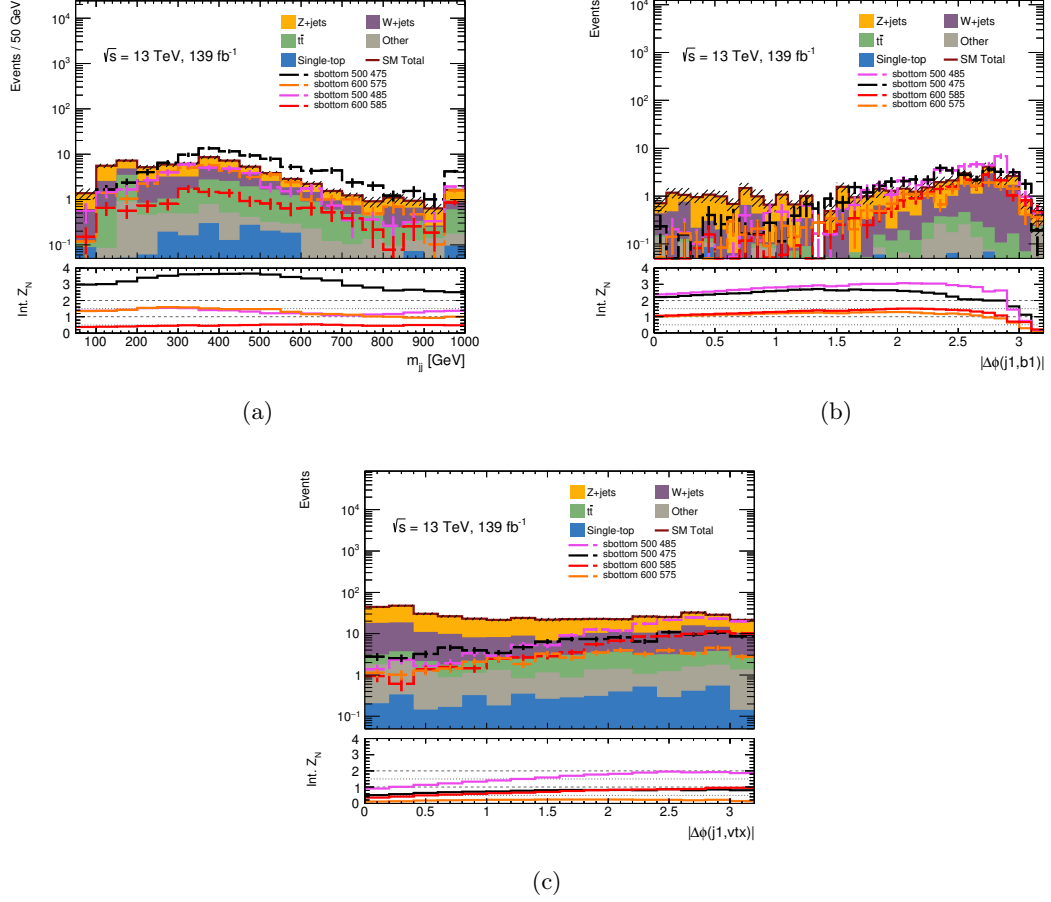 Events / 50 GeV
10⁴
10³
10²
10
1
10⁻¹
√s = 13 TeV, 139 fb⁻¹
Z+jets
W+jets
tt̄
Other
Single-top
SM Total
sbottom 500 475
sbottom 600 575
sbottom 500 485
sbottom 600 585
Int. Z_N
4
3
2
1
0
100 200 300 400 500 600 700 800 900 1000
m_jj [GeV]
(a)
Events
10⁴
10³
10²
10
1
10⁻¹
√s = 13 TeV, 139 fb⁻¹
Z+jets
W+jets
tt̄
Other
Single-top
SM Total
sbottom 500 485
sbottom 500 475
sbottom 600 585
sbottom 600 575
Int. Z_N
4
3
2
1
0
0 0.5 1 1.5 2 2.5 3
|Δϕ(j1,b1)|
(b)
Events
10⁴
10³
10²
10
1
10⁻¹
√s = 13 TeV, 139 fb⁻¹
Z+jets
W+jets
tt̄
Other
Single-top
SM Total
sbottom 500 485
sbottom 500 475
sbottom 600 585
sbottom 600 575
Int. Z_N
4
3
2
1
0
0 0.5 1 1.5 2 2.5 3
|Δϕ(j1,vtx)|
(c)